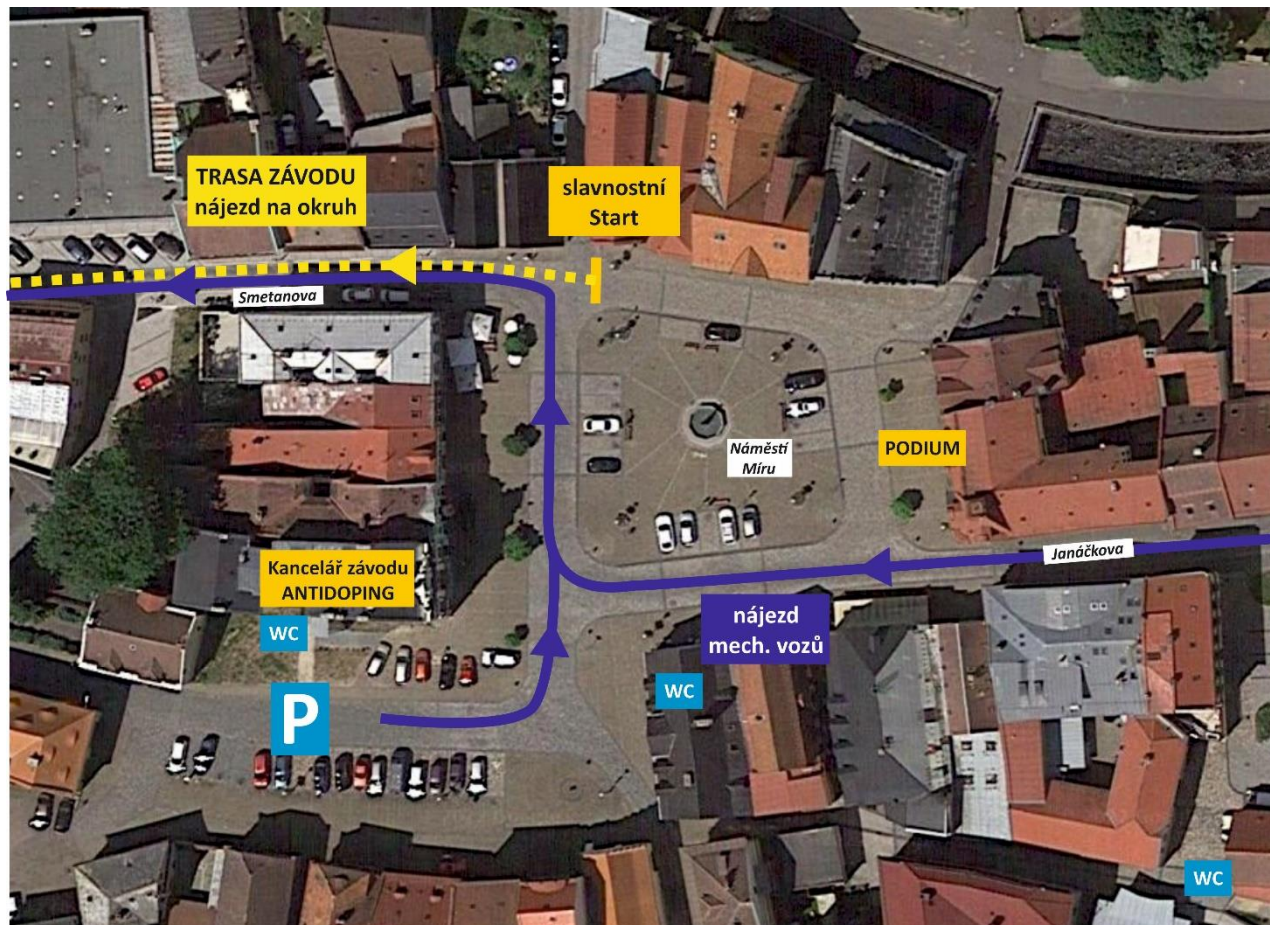 TRASA ZÁVODU
nájezd na okruh
slavnostní
Start
Smetanova
Náměstí
Míru
PODIUM
Janáčkova
Kancelář závodu
ANTIDOPING
WC
nájezd
mech. vozů
WC
P
WC